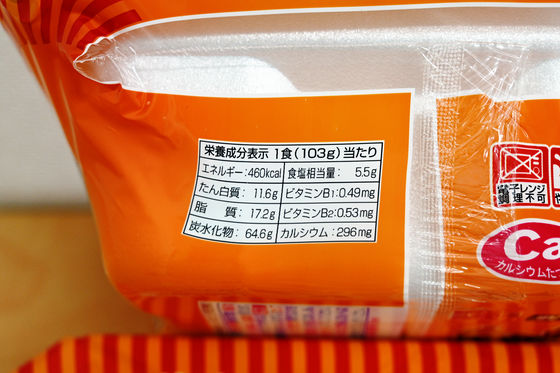 栄養成分表示 1食(103g)当たり
エネルギー:460kcal 食塩相当量: 5.5g
たん白質: 11.6g ビタミンB1:0.49mg
脂 質: 17.2g ビタミンB2:0.53mg
炭水化物: 64.6g カルシウム:296mg
子レンジ
理不可
Ca
カルシウムた